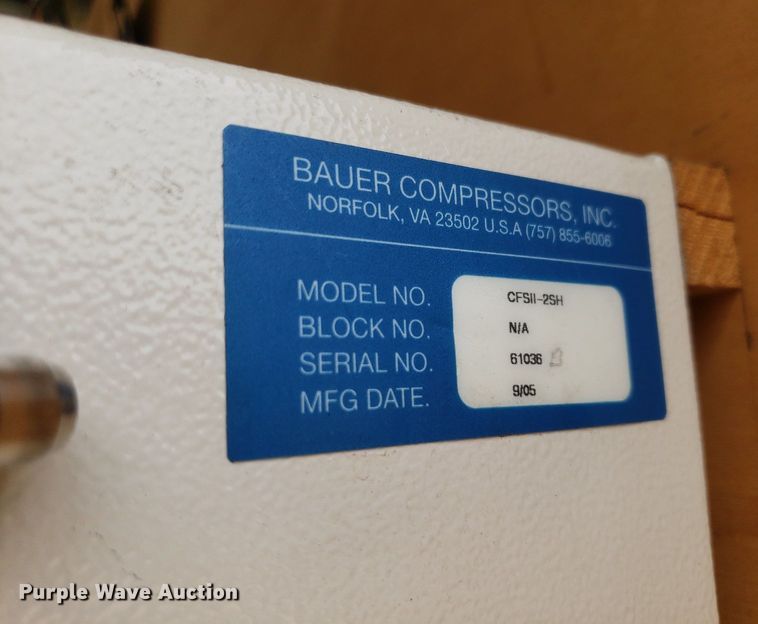 BAUER COMPRESSORS, INC.
NORFOLK, VA 23502 U.S.A (757) 855-6006
MODEL NO. CFSII-2SH
BLOCK NO. N/A
SERIAL NO. 61036
MFG DATE. 9/05
Purple Wave Auction